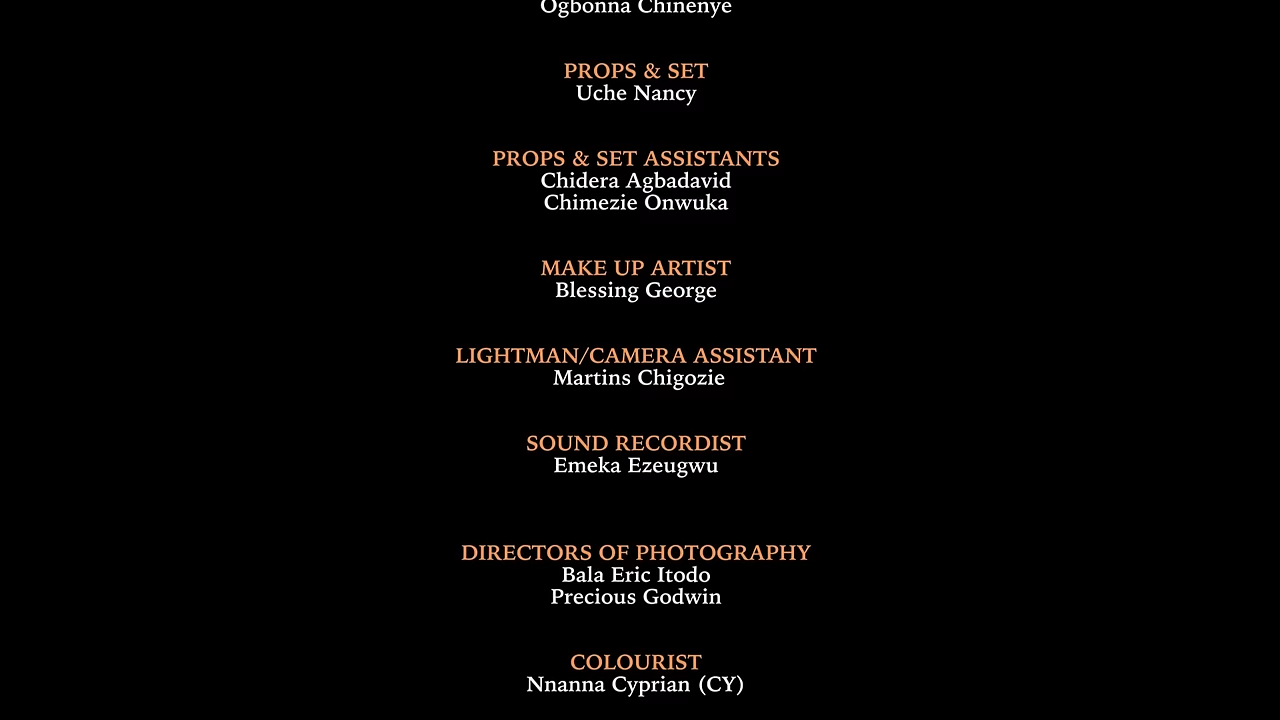 Ogbonna Chinenye
PROPS & SET
Uche Nancy
PROPS & SET ASSISTANTS
Chidera Agbadavid
Chimezie Onwuka
MAKE UP ARTIST
Blessing George
LIGHTMAN/CAMERA ASSISTANT
Martins Chigozie
SOUND RECORDIST
Emeka Ezeugwu
DIRECTORS OF PHOTOGRAPHY
Bala Eric Itodo
Precious Godwin
COLOURIST
Nnanna Cyprian (CY)